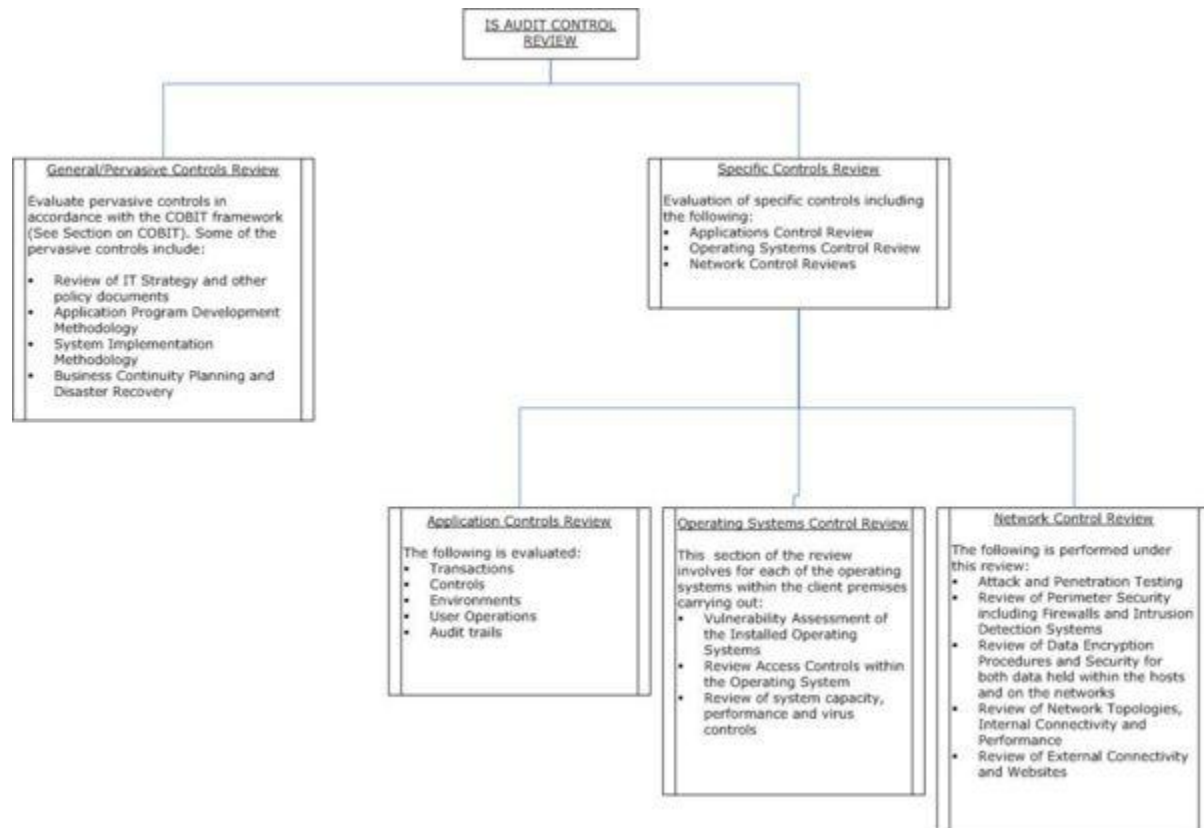 IS AUDIT CONTROL
REVIEW
General/Pervasive Controls Review
Evaluate pervasive controls in
accordance with the COBIT framework
(See Section on COBIT). Some of the
pervasive controls include:
• Review of IT Strategy and other
policy documents
• Application Program Development
Methodology
• System Implementation
Methodology
• Business Continuity Planning and
Disaster Recovery
Specific Controls Review
Evaluation of specific controls including
the following:
• Applications Control Review
• Operating Systems Control Review
• Network Control Reviews
Application Controls Review
The following is evaluated:
• Transactions
• Controls
• Environments
• User Operations
• Audit trails
Operating Systems Control Review
This section of the review
involves for each of the operating
systems within the client premises
carrying out:
• Vulnerability Assessment of
the Installed Operating
Systems
• Review Access Controls within
the Operating System
• Review of system capacity,
performance and virus
controls
Network Control Review
The following is performed under
this review:
• Attack and Penetration Testing
• Review of Perimeter Security
including Firewalls and Intrusion
Detection Systems
• Review of Data Encryption
Procedures and Security for
both data held within the hosts
and on the networks
• Review of Network Topologies,
Internal Connectivity and
Performance
• Review of External Connectivity
and Websites